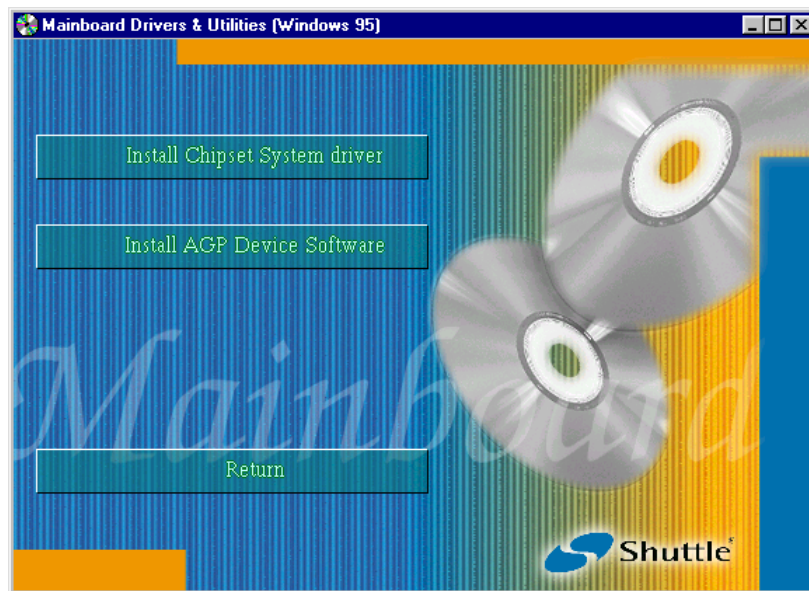 Mainboard Drivers & Utilities (Windows 95)
Install Chipset System driver
Install AGP Device Software
Mainboard
Return
Shuttle